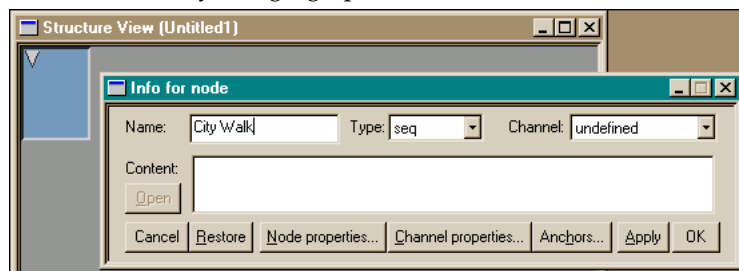 Structure View (Untitled1)
Info for node
Name: City Walk Type: seq Channel: undefined
Content:
Open
Cancel Restore Node properties... Channel properties... Anchors... Apply OK